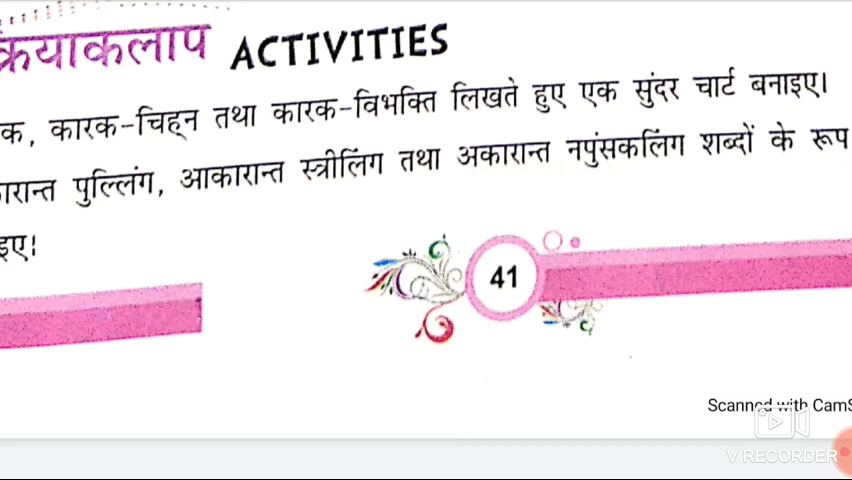 क्रियाकलाप ACTIVITIES
क, कारक-चिह्न तथा कारक-विभक्ति लिखते हुए एक सुंदर चार्ट बनाइए।
ारान्त पुल्लिंग, आकारान्त स्त्रीलिंग तथा अकारान्त नपुंसकलिंग शब्दों के रूप
इए।
41
Scanned with CamS
V RECORDER